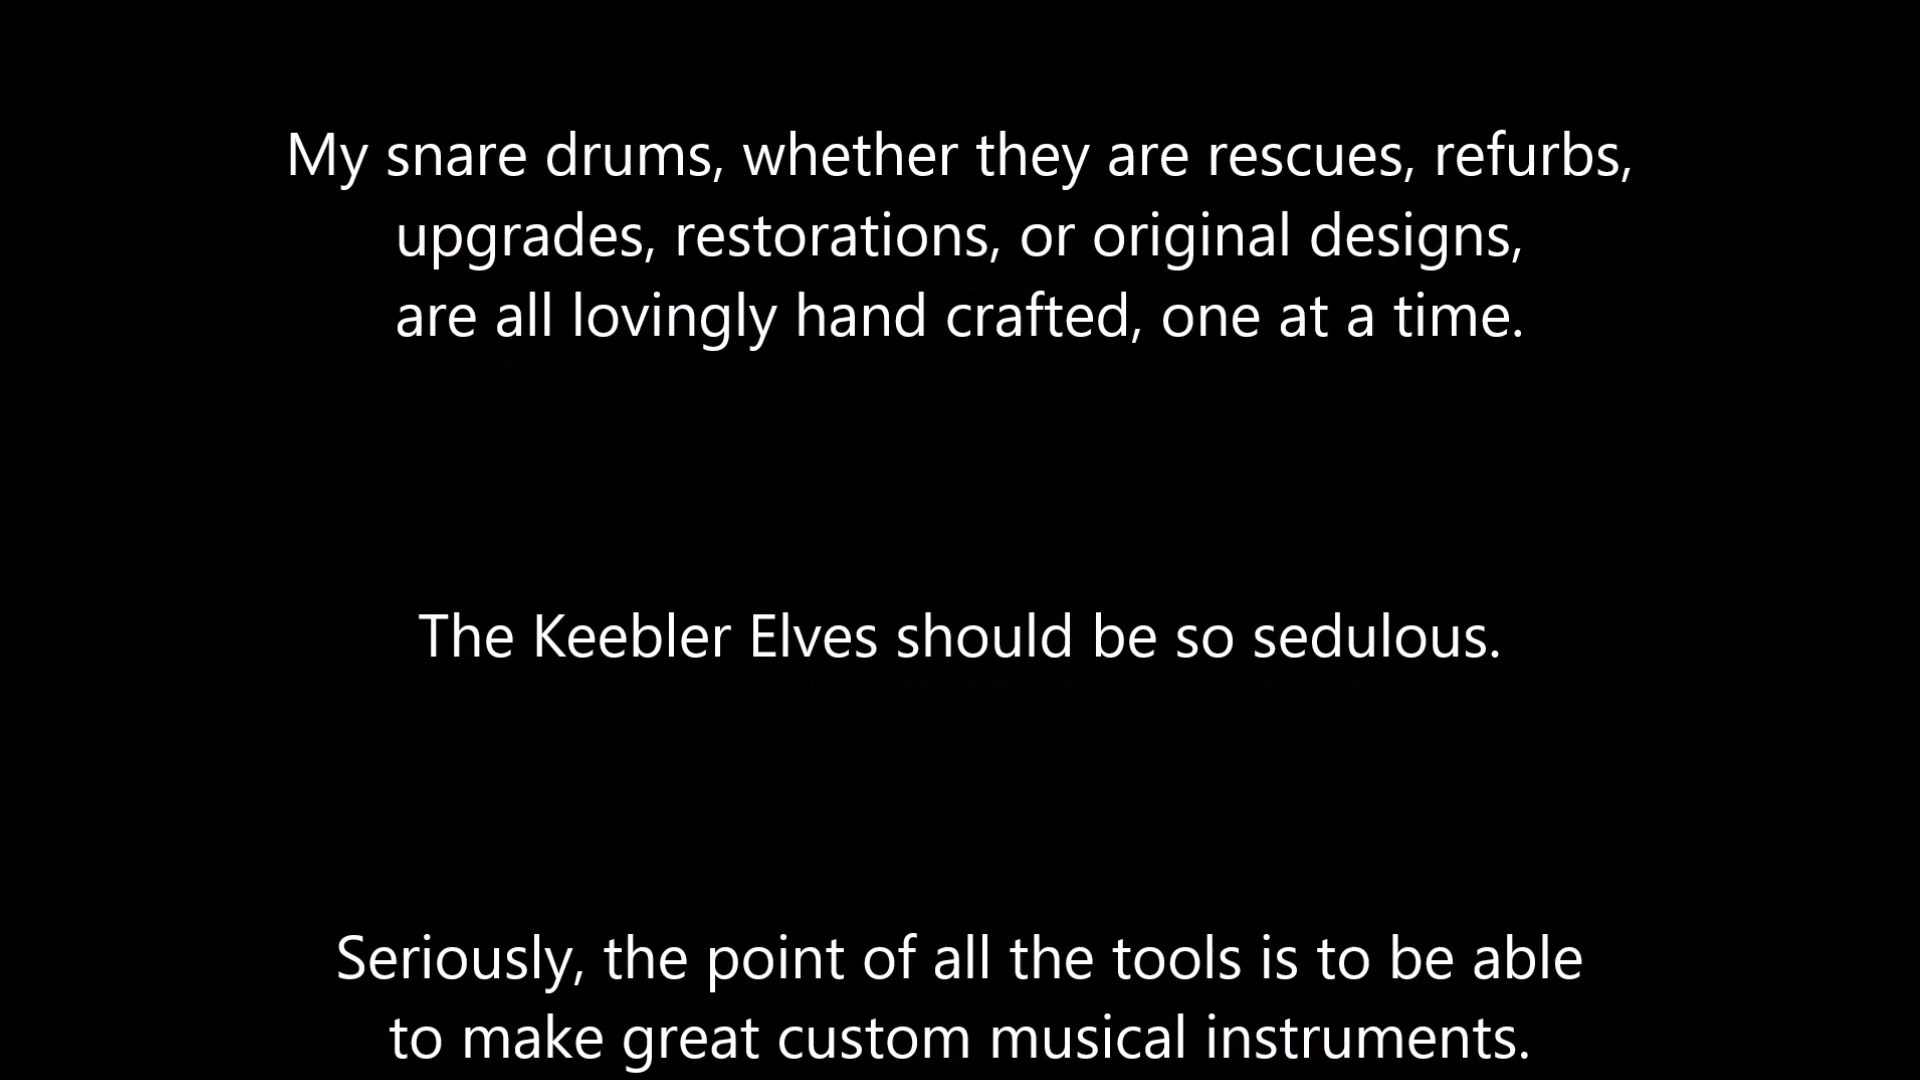 My snare drums, whether they are rescues, refurbs,
upgrades, restorations, or original designs,
are all lovingly hand crafted, one at a time.
The Keebler Elves should be so sedulous.
Seriously, the point of all the tools is to be able
to make great custom musical instruments.